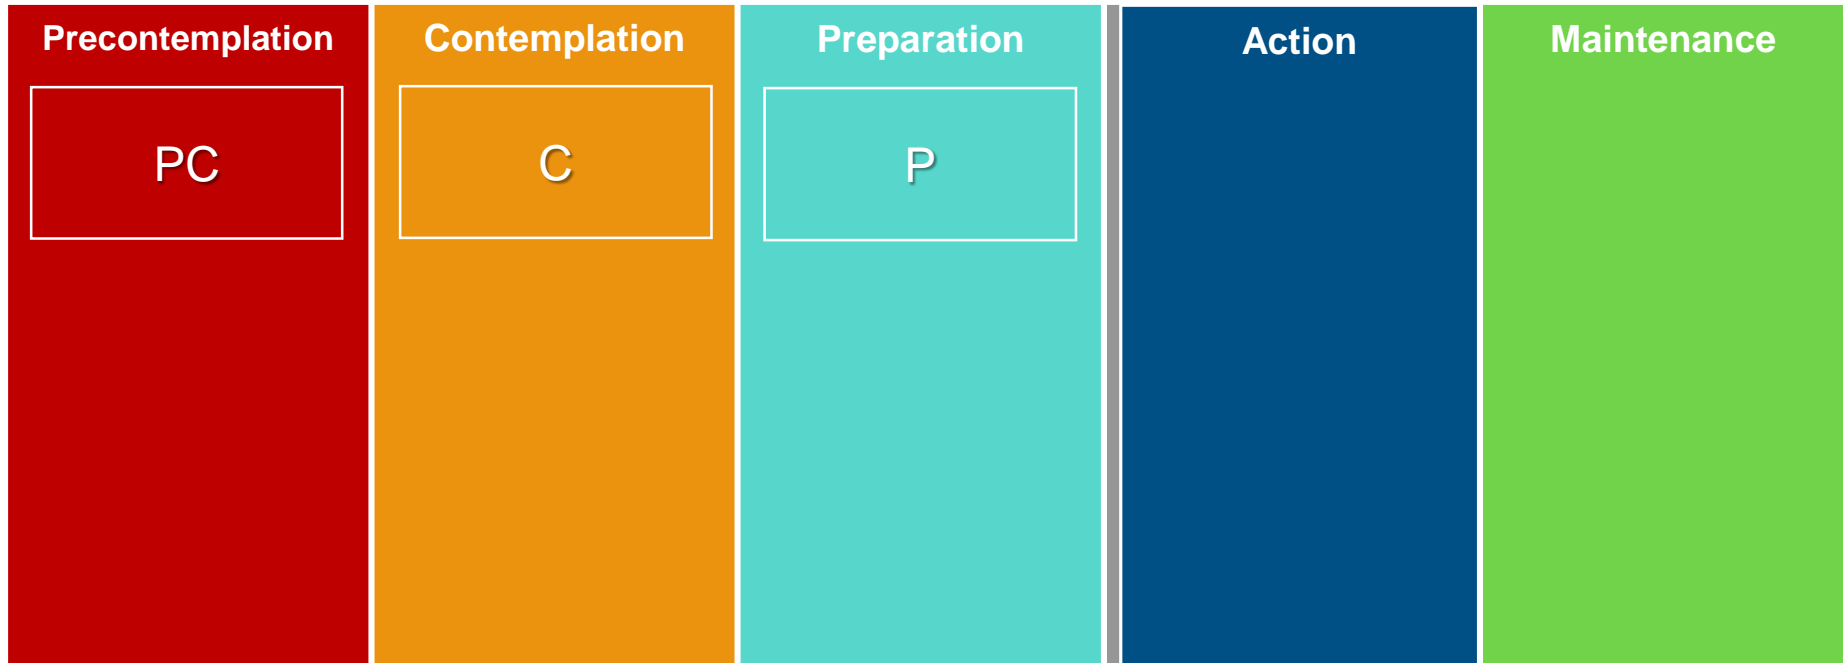 Precontemplation
Contemplation
Preparation
Action
Maintenance
PC
C
P